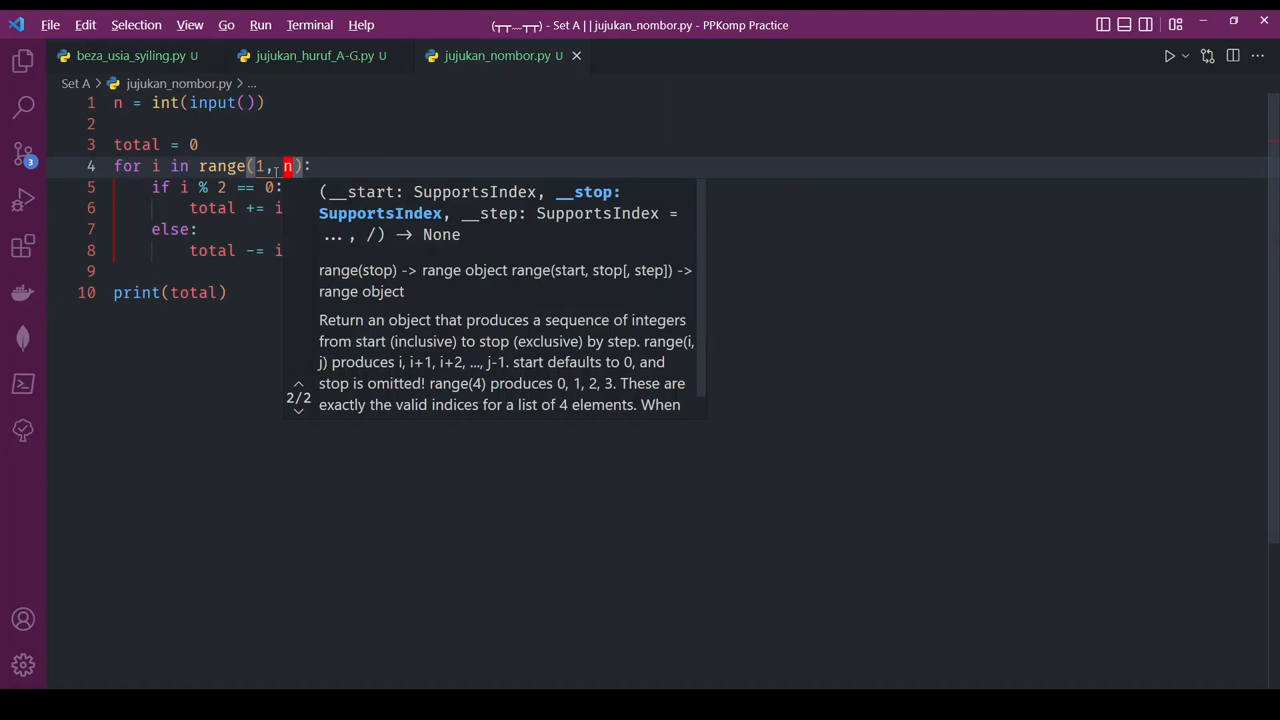 File Edit Selection View Go Run Terminal Help (┬┬﹏┬┬) - Set A | jujukan_nombor.py - PPKomp Practice
beza_usia_syiling.py U jujukan_huruf_A-G.py U jujukan_nombor.py U
Set A > jujukan_nombor.py > ...
1 n = int(input())
2
3 total = 0
4 for i in range(1, n):
5 if i % 2 == 0:
6 total += i
7 else:
8 total -= i
9
10 print(total)
(__start: SupportsIndex, __stop:
SupportsIndex, __step: SupportsIndex =
..., /) -> None
range(stop) -> range object range(start, stop[, step]) ->
range object
Return an object that produces a sequence of integers
from start (inclusive) to stop (exclusive) by step. range(i,
j) produces i, i+1, i+2, ..., j-1. start defaults to 0, and
stop is omitted! range(4) produces 0, 1, 2, 3. These are
exactly the valid indices for a list of 4 elements. When
2/2
3